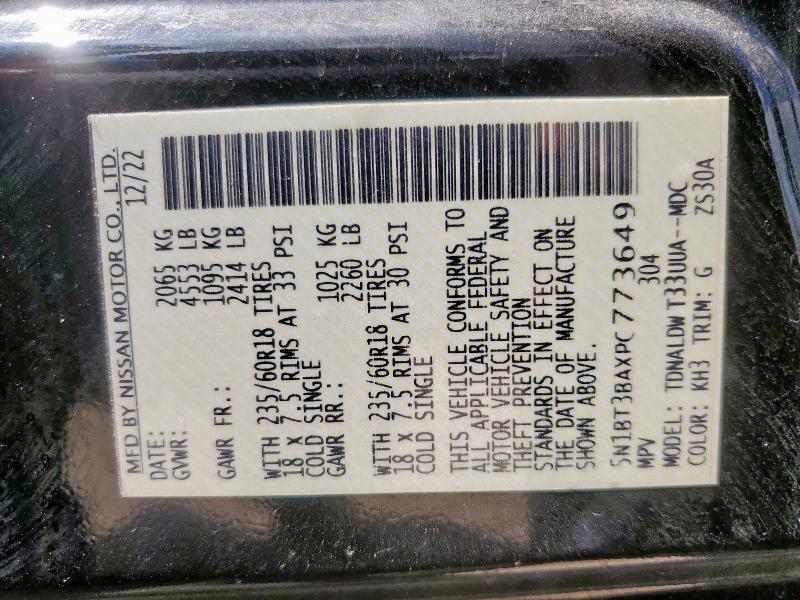 MFD BY NISSAN MOTOR CO., LTD.
DATE: 12/22
GVWR: 2065 KG
4553 LB
GAWR FR.: 1095 KG
2414 LB
WITH 235/60R18 TIRES
18 X 7.5 RIMS AT 33 PSI
COLD SINGLE
GAWR RR.: 1025 KG
2260 LB
WITH 235/60R18 TIRES
18 X 7.5 RIMS AT 30 PSI
COLD SINGLE
THIS VEHICLE CONFORMS TO
ALL APPLICABLE FEDERAL
MOTOR VEHICLE SAFETY AND
THEFT PREVENTION
STANDARDS IN EFFECT ON
THE DATE OF MANUFACTURE
SHOWN ABOVE.
5N1BT3BAXPC773649
MPV 304
MODEL: TDNALDWT33UUA--MDC
COLOR: KH3 TRIM: G ZS30A